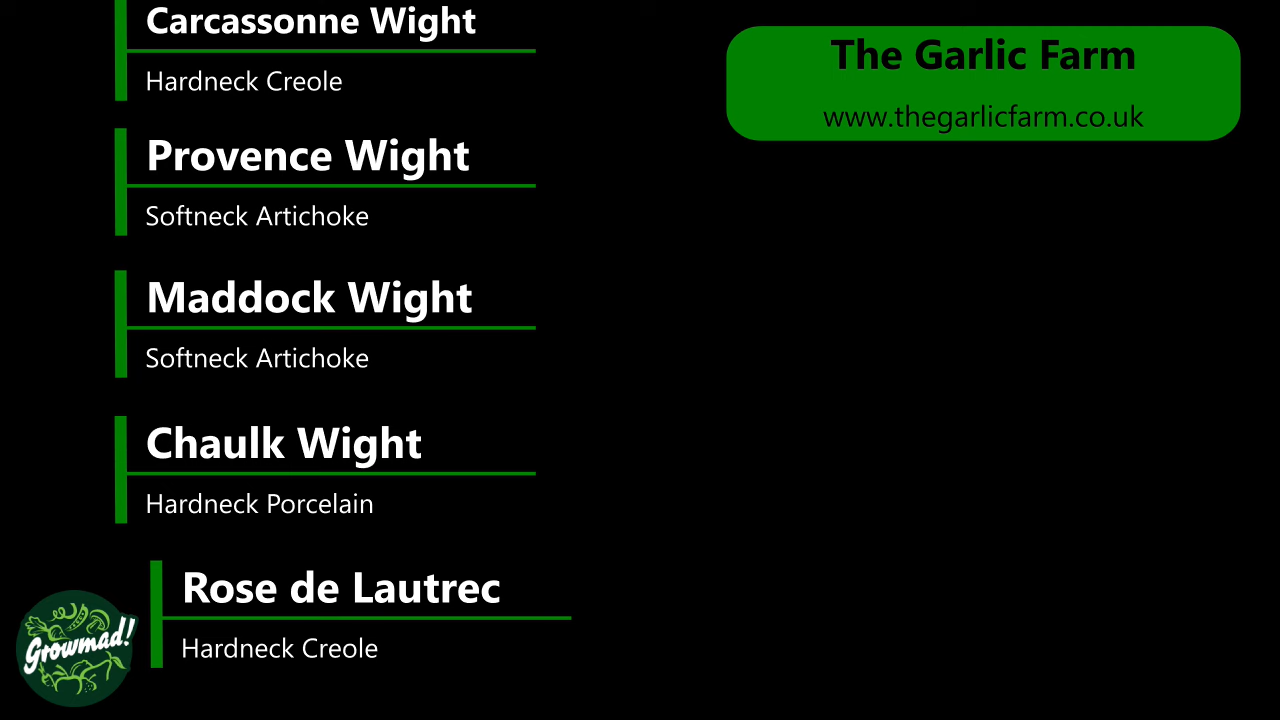 Carcassonne Wight
Hardneck Creole
Provence Wight
Softneck Artichoke
Maddock Wight
Softneck Artichoke
Chaulk Wight
Hardneck Porcelain
Rose de Lautrec
Hardneck Creole
Growmad!
The Garlic Farm
www.thegarlicfarm.co.uk